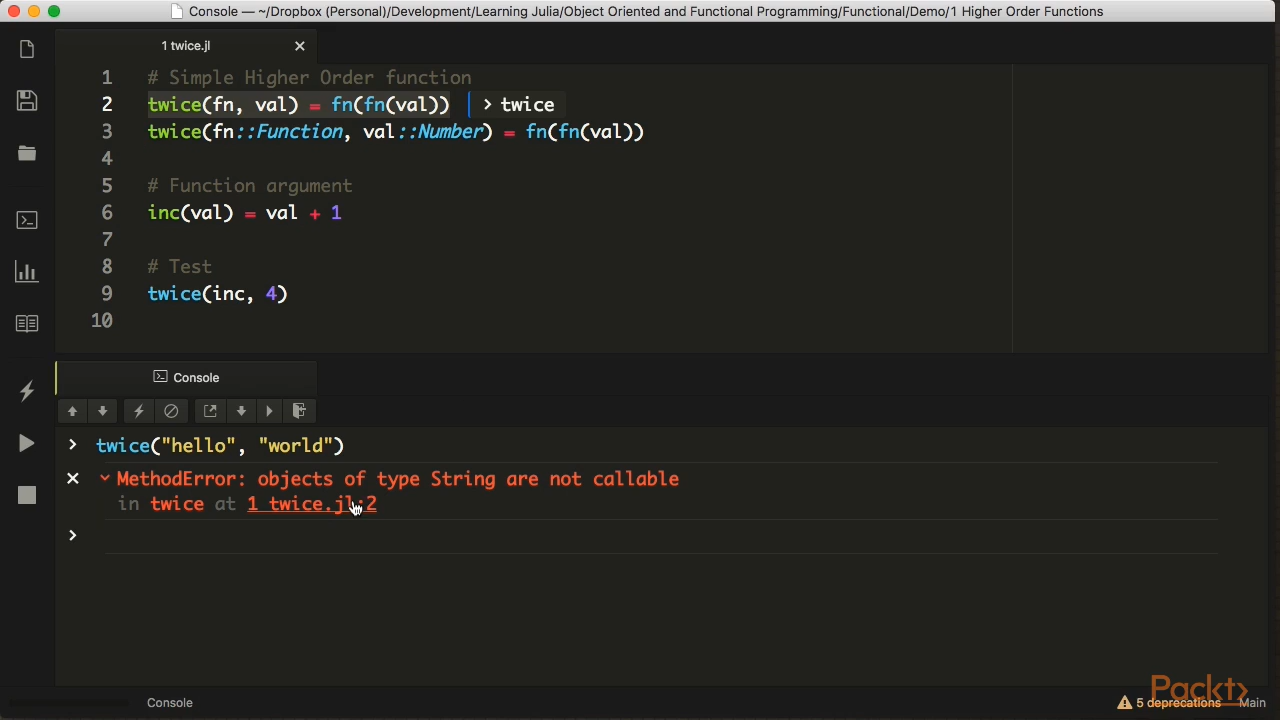 Console — ~/Dropbox (Personal)/Development/Learning Julia/Object Oriented and Functional Programming/Functional/Demo/1 Higher Order Functions
1 twice.jl
1 # Simple Higher Order function
2 twice(fn, val) = fn(fn(val)) > twice
3 twice(fn::Function, val::Number) = fn(fn(val))
4
5 # Function argument
6 inc(val) = val + 1
7
8 # Test
9 twice(inc, 4)
10
Console
> twice("hello", "world")
MethodError: objects of type String are not callable
in twice at 1 twice.jl:2
>
Packt>
Console 5 deprecations Main